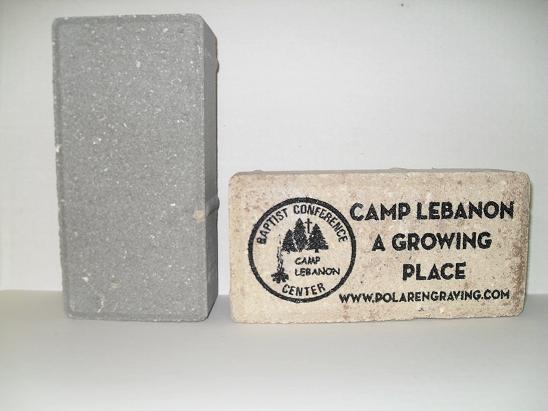 BAPTIST CONFERENCE
CAMP
LEBANON
CENTER
CAMP LEBANON
A GROWING
PLACE
WWW.POLARENGRAVING.COM